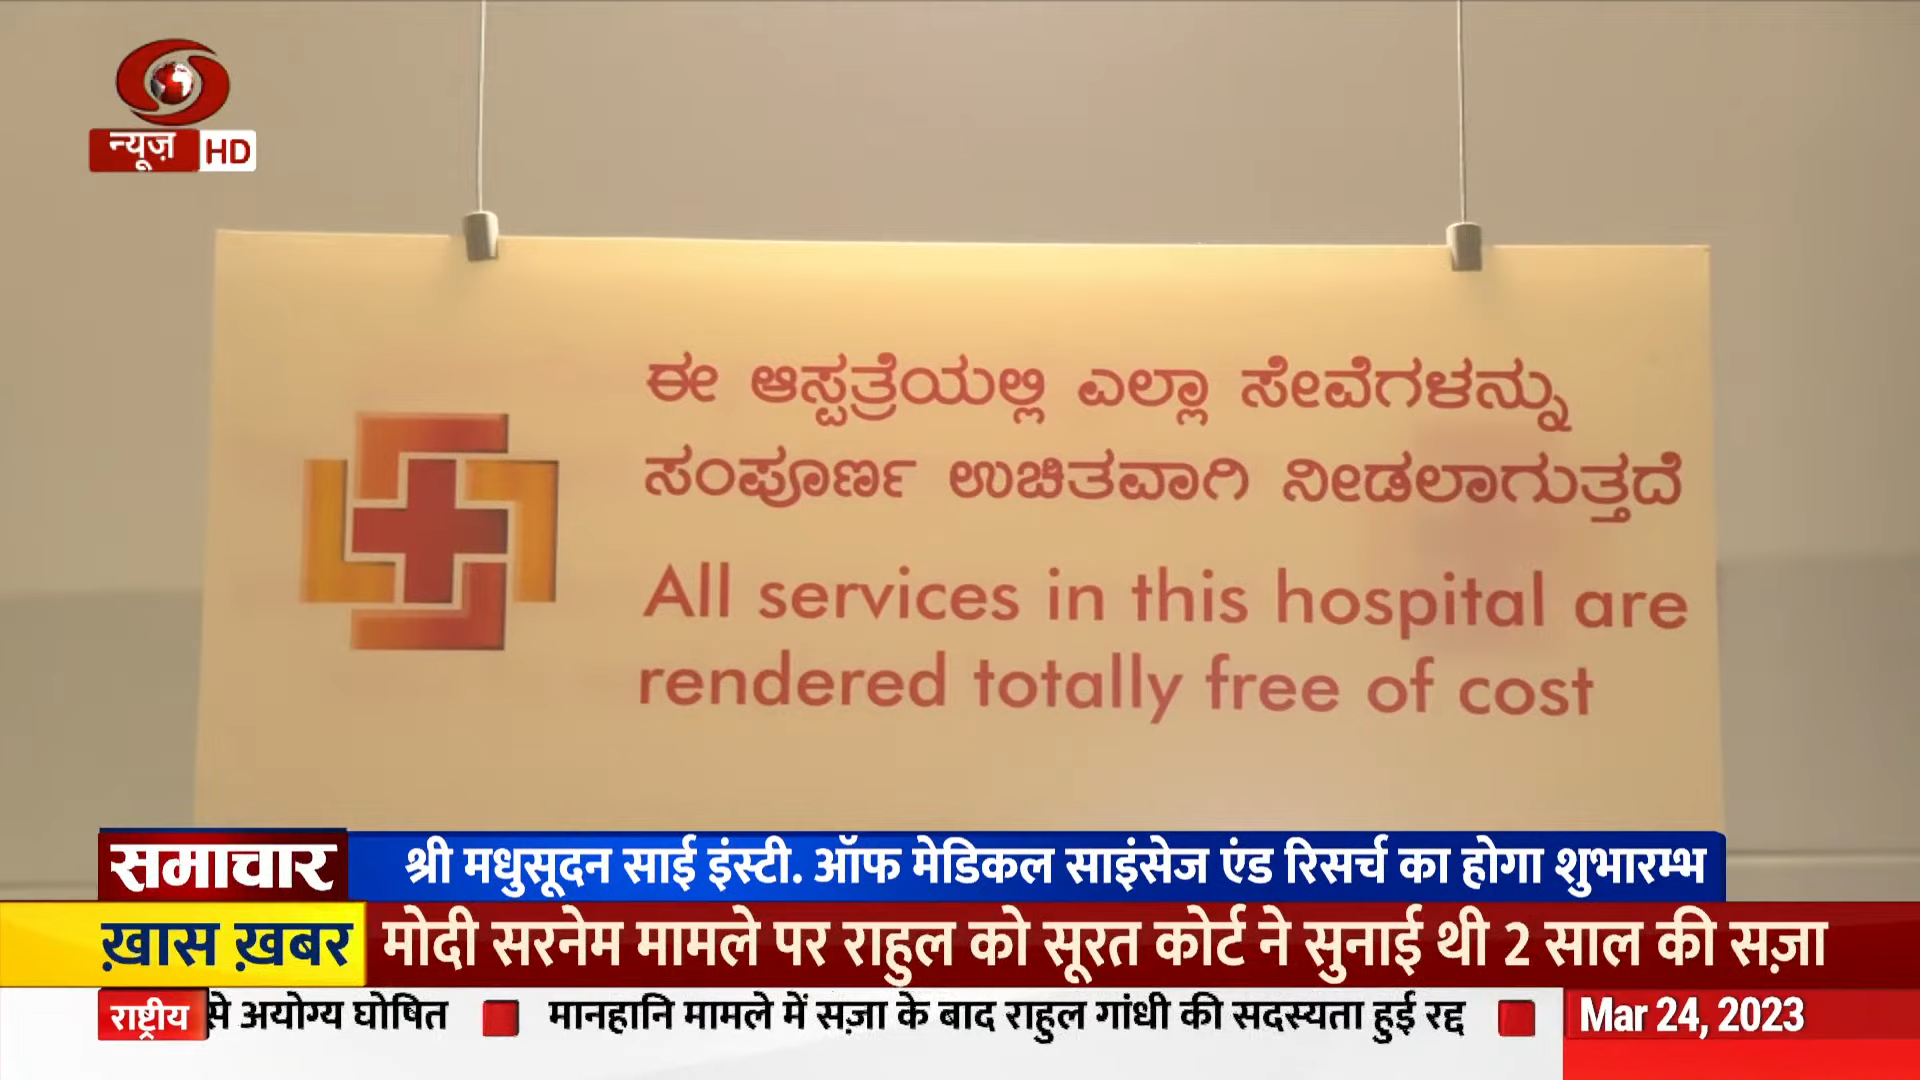 न्यूज़ HD
ಈ ಆಸ್ಪತ್ರೆಯಲ್ಲಿ ಎಲ್ಲಾ ಸೇವೆಗಳನ್ನು
ಸಂಪೂರ್ಣ ಉಚಿತವಾಗಿ ನೀಡಲಾಗುತ್ತದೆ
All services in this hospital are
rendered totally free of cost
समाचार श्री मधुसूदन साई इंस्टी. ऑफ मेडिकल साइंसेज एंड रिसर्च का होगा शुभारम्भ
ख़ास ख़बर मोदी सरनेम मामले पर राहुल को सूरत कोर्ट ने सुनाई थी 2 साल की सज़ा
राष्ट्रीय से अयोग्य घोषित मानहानि मामले में सज़ा के बाद राहुल गांधी की सदस्यता हुई रद्द Mar 24, 2023